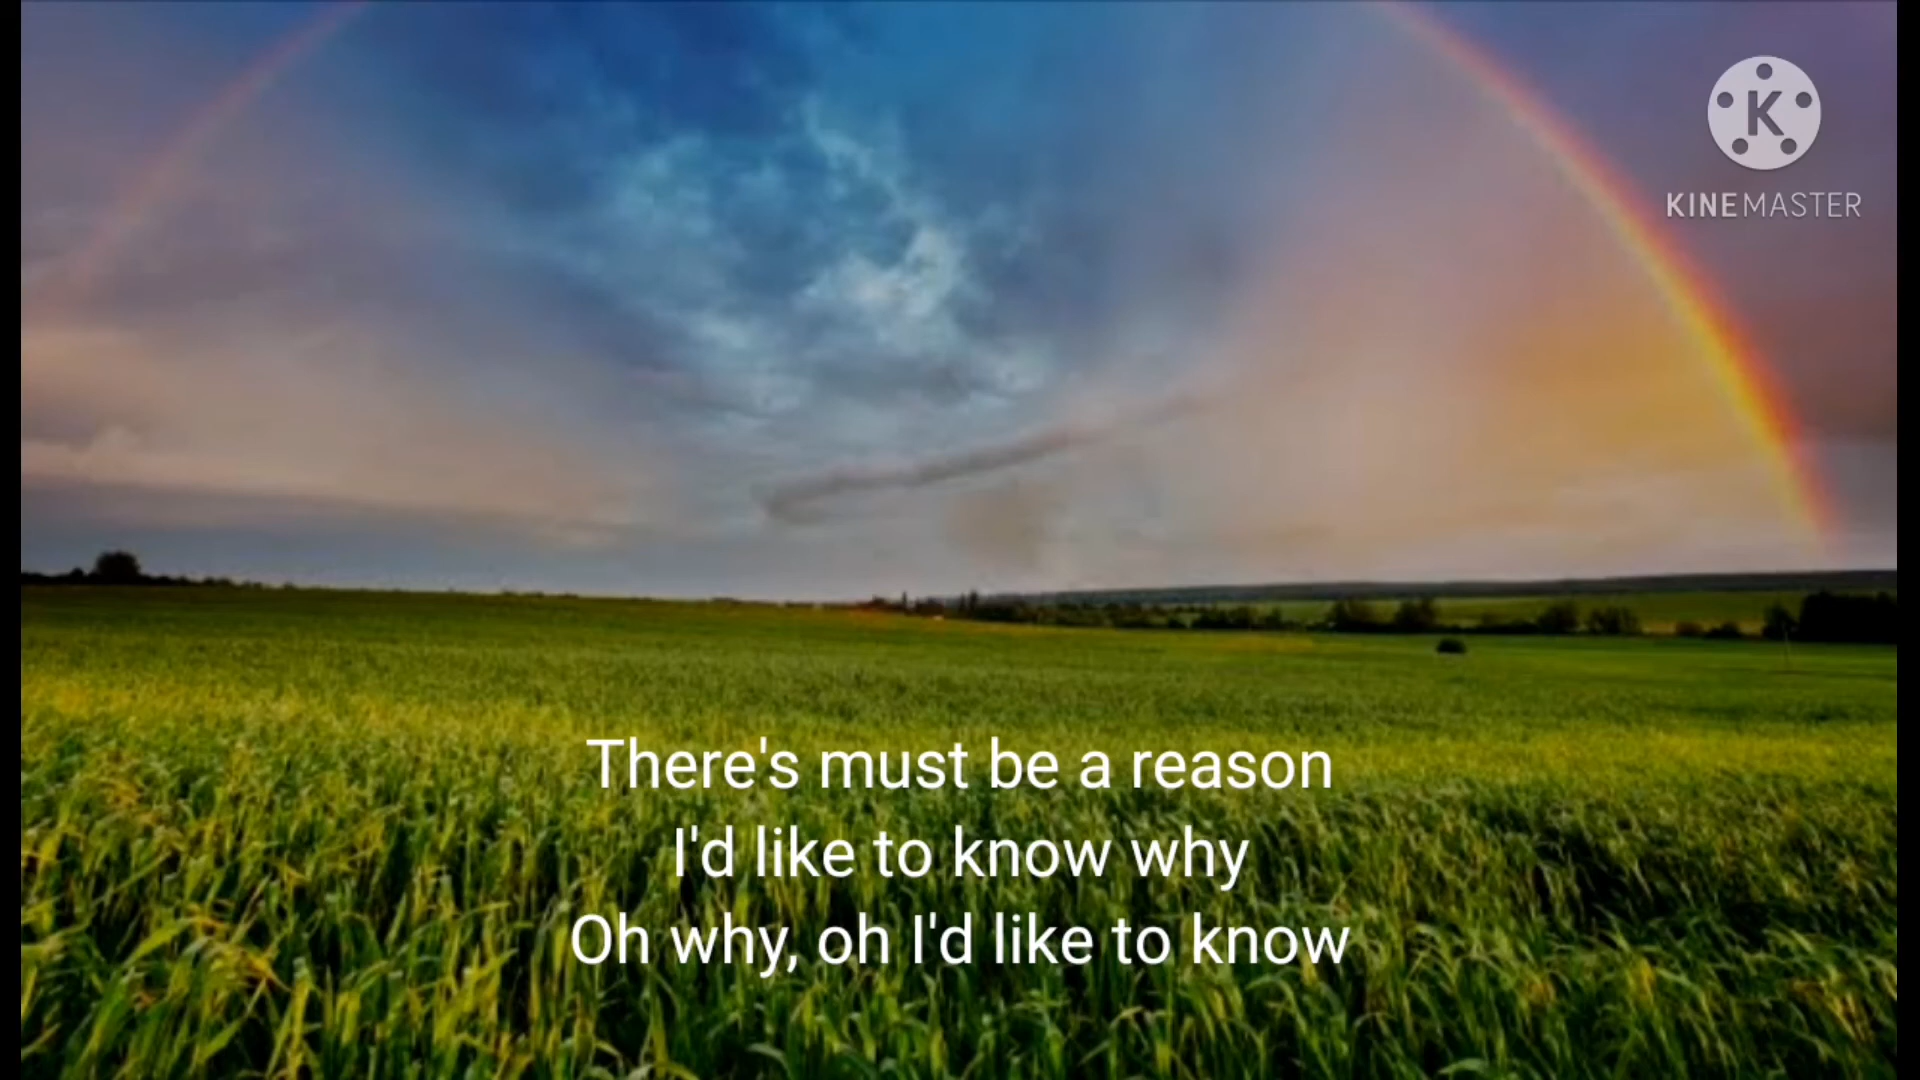 K
KINEMASTER
There's must be a reason
I'd like to know why
Oh why, oh I'd like to know